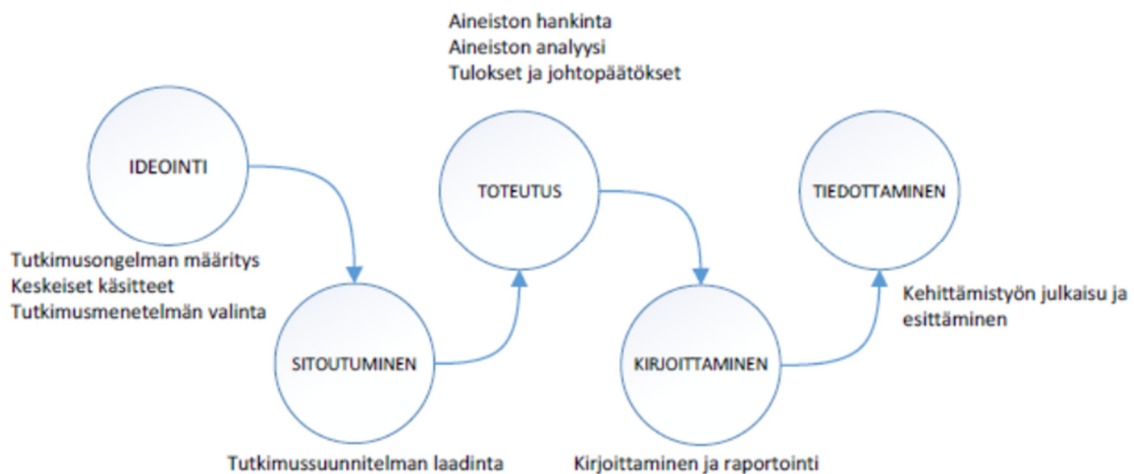 IDEOINTI
Tutkimusongelman määritys
Keskeiset käsitteet
Tutkimusmenetelmän valinta
SITOUTUMINEN
Tutkimussuunnitelman laadinta
Aineiston hankinta
Aineiston analyysi
Tulokset ja johtopäätökset
TOTEUTUS
KIRJOITTAMINEN
Kirjoittaminen ja raportointi
TIEDOTTAMINEN
Kehittämistyön julkaisu ja
esittäminen